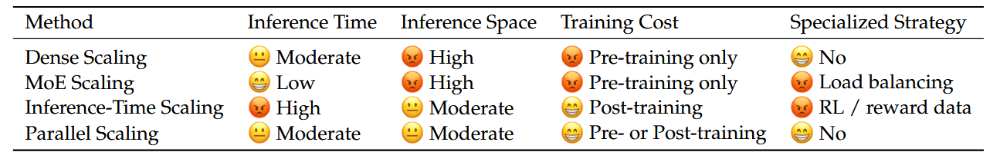 Method Inference Time Inference Space Training Cost Specialized Strategy
Dense Scaling 😐 Moderate 😡 High 😡 Pre-training only 😁 No
MoE Scaling 😁 Low 😡 High 😡 Pre-training only 😡 Load balancing
Inference-Time Scaling 😡 High 😐 Moderate 😁 Post-training 😡 RL / reward data
Parallel Scaling 😐 Moderate 😐 Moderate 😁 Pre- or Post-training 😁 No